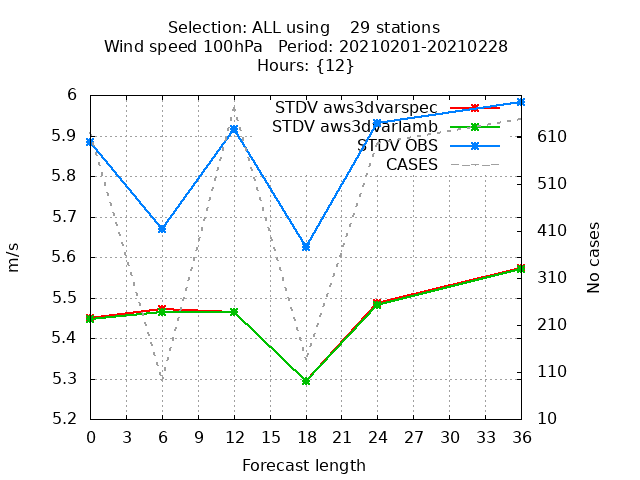 Selection: ALL using 29 stations
Wind speed 100hPa Period: 20210201-20210228
Hours: {12}
STDV aws3dvarspec
STDV aws3dvarlamb
STDV OBS
CASES
6
5.9
5.8
5.7
5.6
5.5
5.4
5.3
5.2
m/s
610
510
410
310
210
110
10
No cases
0 3 6 9 12 15 18 21 24 27 30 33 36
Forecast length